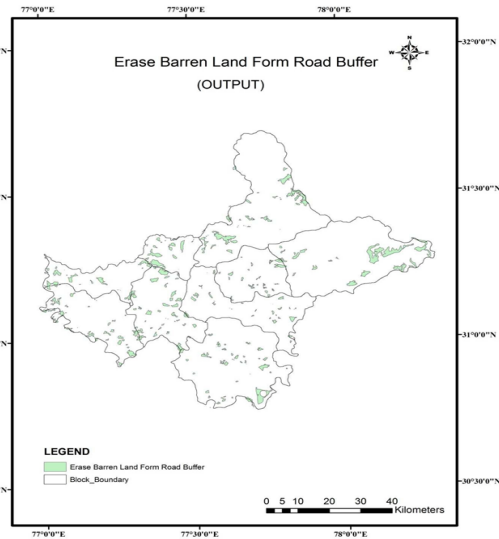 77°0'0"E 77°30'0"E 78°0'0"E
N
W E
S
32°0'0"N
Erase Barren Land Form Road Buffer
(OUTPUT)
31°30'0"N
31°0'0"N
LEGEND
Erase Barren Land Form Road Buffer
Block_Boundary
30°30'0"N
0 5 10 20 30 40
Kilometers
77°0'0"E 77°30'0"E 78°0'0"E